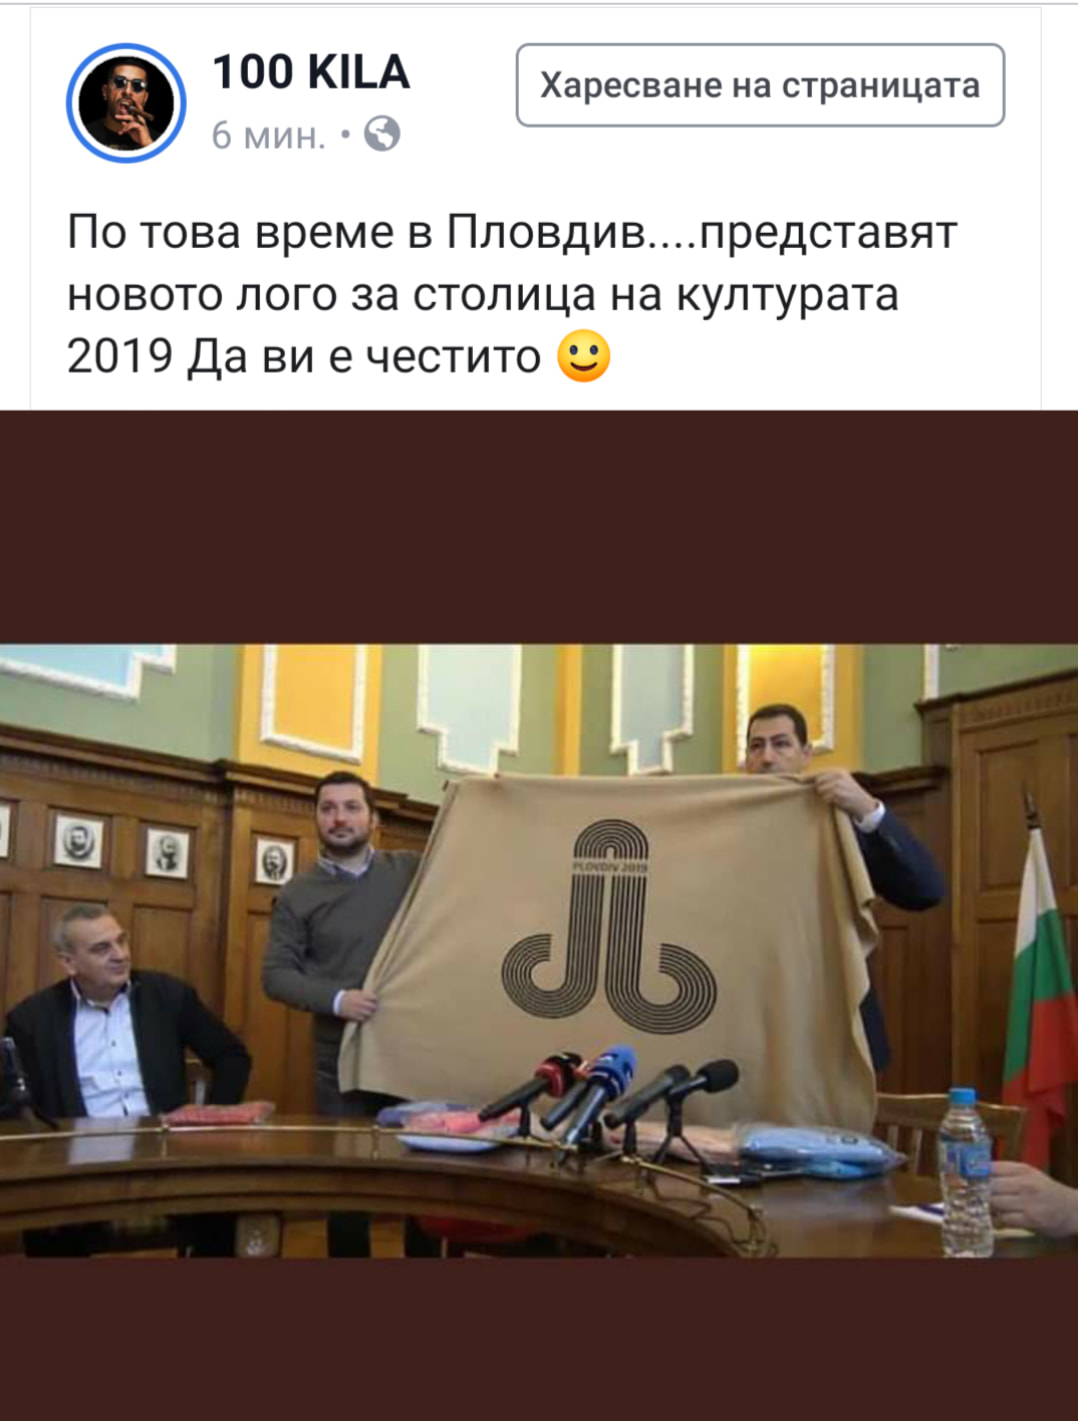 100 KILA
Харесване на страницата
6 мин. •
По това време в Пловдив....представят
новото лого за столица на културата
2019 Да ви е честито 🙂
PLOVDIV 2019